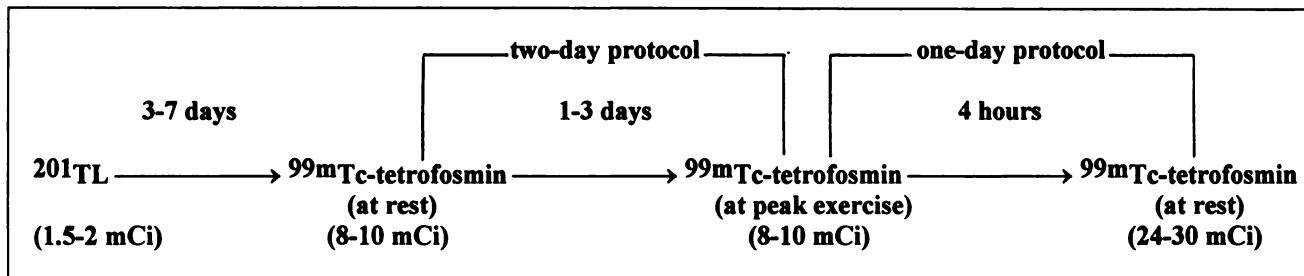 two-day protocol one-day protocol
3-7 days 1-3 days 4 hours
201TL 99mTc-tetrofosmin 99mTc-tetrofosmin 99mTc-tetrofosmin
(at rest) (at peak exercise) (at rest)
(1.5-2 mCi) (8-10 mCi) (8-10 mCi) (24-30 mCi)